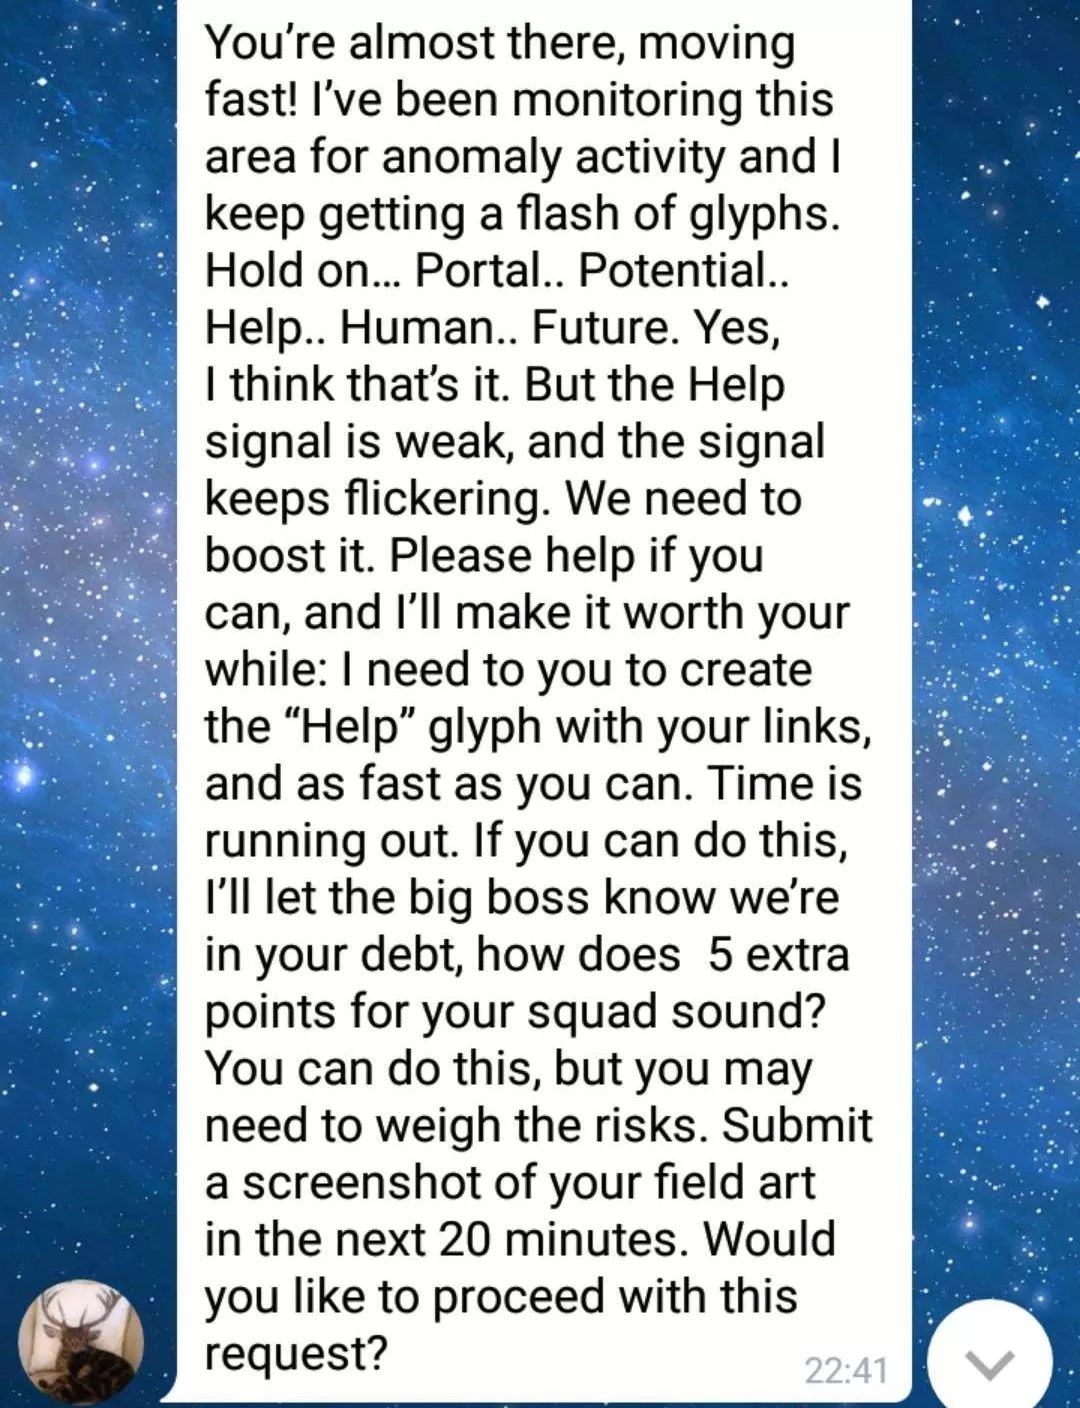 You’re almost there, moving
fast! I’ve been monitoring this
area for anomaly activity and I
keep getting a flash of glyphs.
Hold on… Portal.. Potential..
Help.. Human.. Future. Yes,
I think that’s it. But the Help
signal is weak, and the signal
keeps flickering. We need to
boost it. Please help if you
can, and I’ll make it worth your
while: I need to you to create
the “Help” glyph with your links,
and as fast as you can. Time is
running out. If you can do this,
I’ll let the big boss know we’re
in your debt, how does  5 extra
points for your squad sound?
You can do this, but you may
need to weigh the risks. Submit
a screenshot of your field art
in the next 20 minutes. Would
you like to proceed with this
request?
22:41